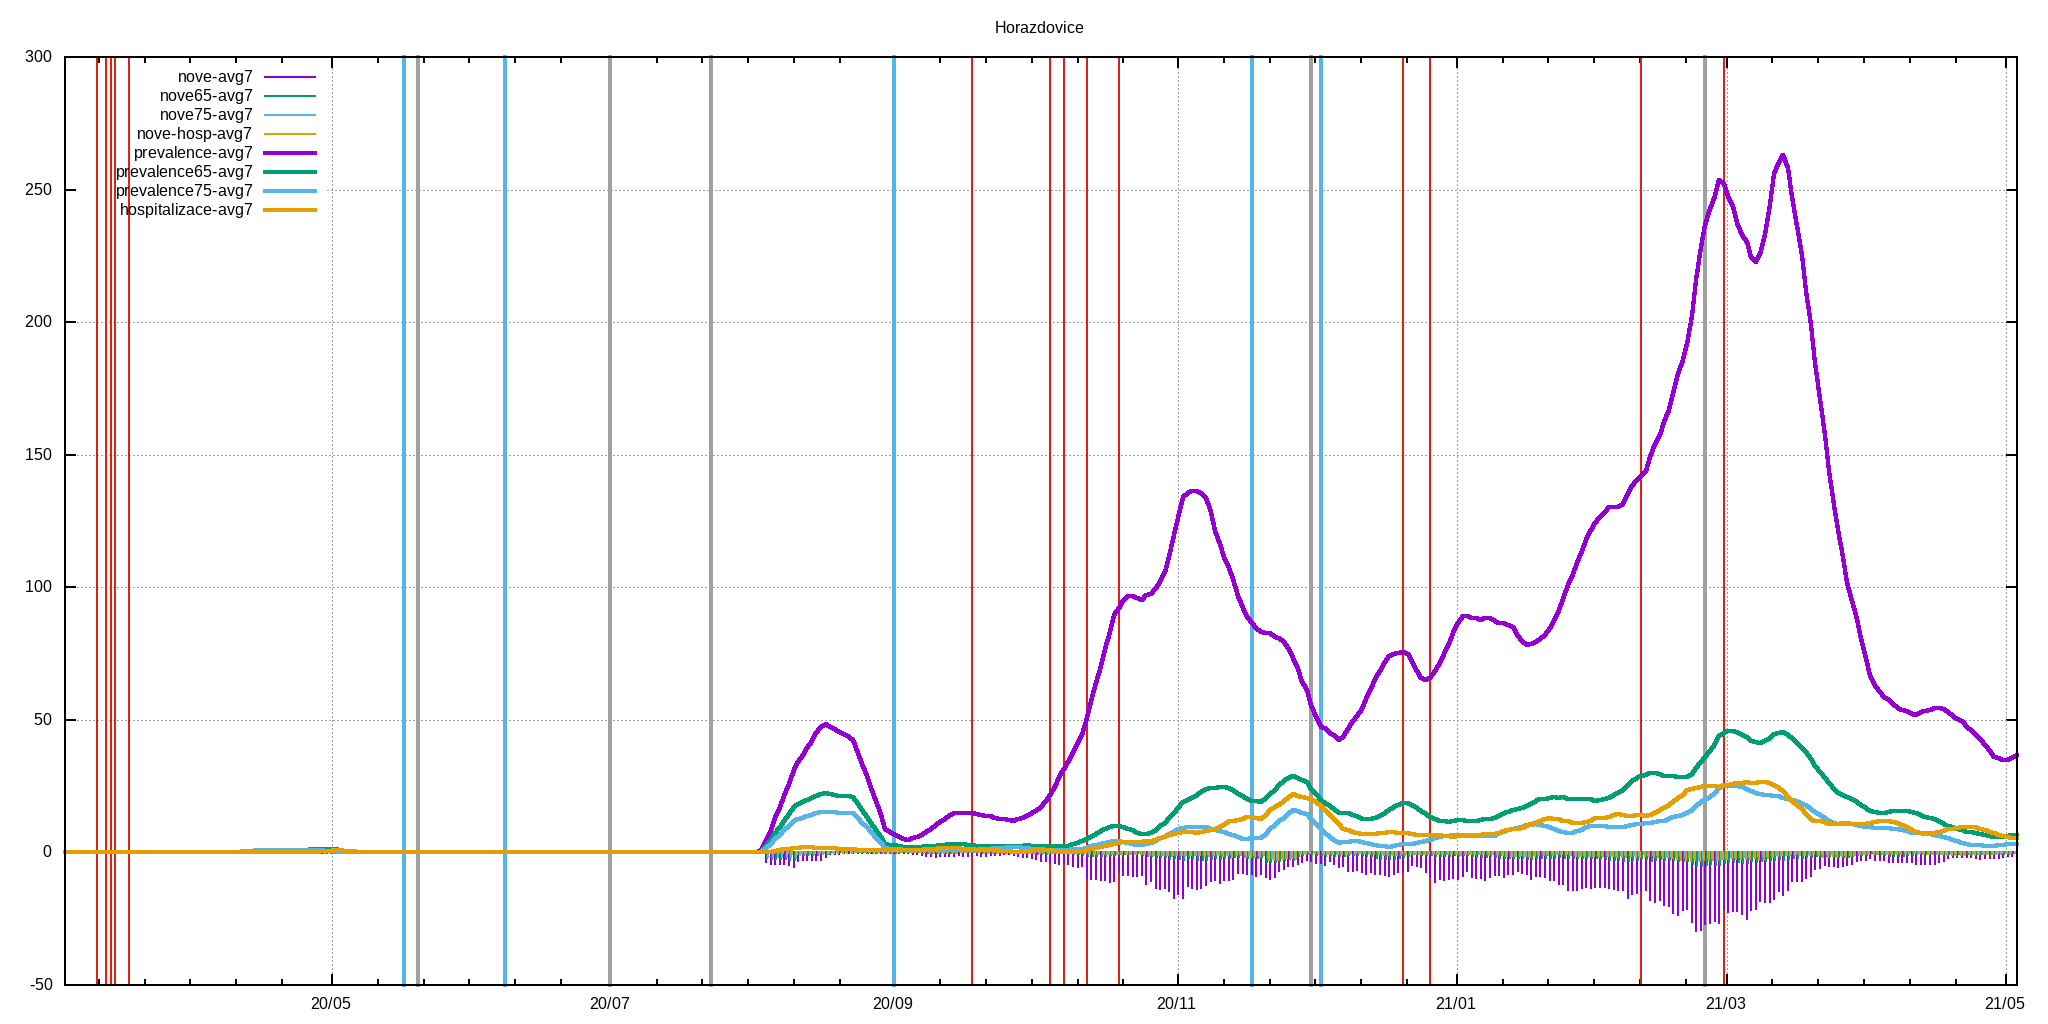 Horazdovice
300
250
200
150
100
50
0
-50
nove-avg7
nove65-avg7
nove75-avg7
nove-hosp-avg7
prevalence-avg7
prevalence65-avg7
prevalence75-avg7
hospitalizace-avg7
20/05 20/07 20/09 20/11 21/01 21/03 21/05